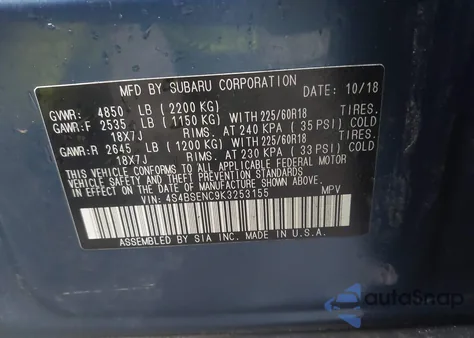 MFD BY SUBARU CORPORATION DATE: 10/18
GVWR: 4850 LB (2200 KG)
GAWR:F 2535 LB (1150 KG) WITH 225/60R18 TIRES.
18X7J RIMS. AT 240 KPA (35 PSI) COLD
GAWR:R 2645 LB (1200 KG) WITH 225/60R18 TIRES.
18X7J RIMS. AT 230 KPA (33 PSI) COLD
THIS VEHICLE CONFORMS TO ALL APPLICABLE FEDERAL MOTOR
VEHICLE SAFETY AND BUMPER STANDARDS
IN EFFECT ON THE DATE OF MANUFACTURE SHOWN ABOVE.
VIN: 4S4BSENC9K3253155 MPV
ASSEMBLED BY SIA INC. MADE IN U.S.A.
autoSnap